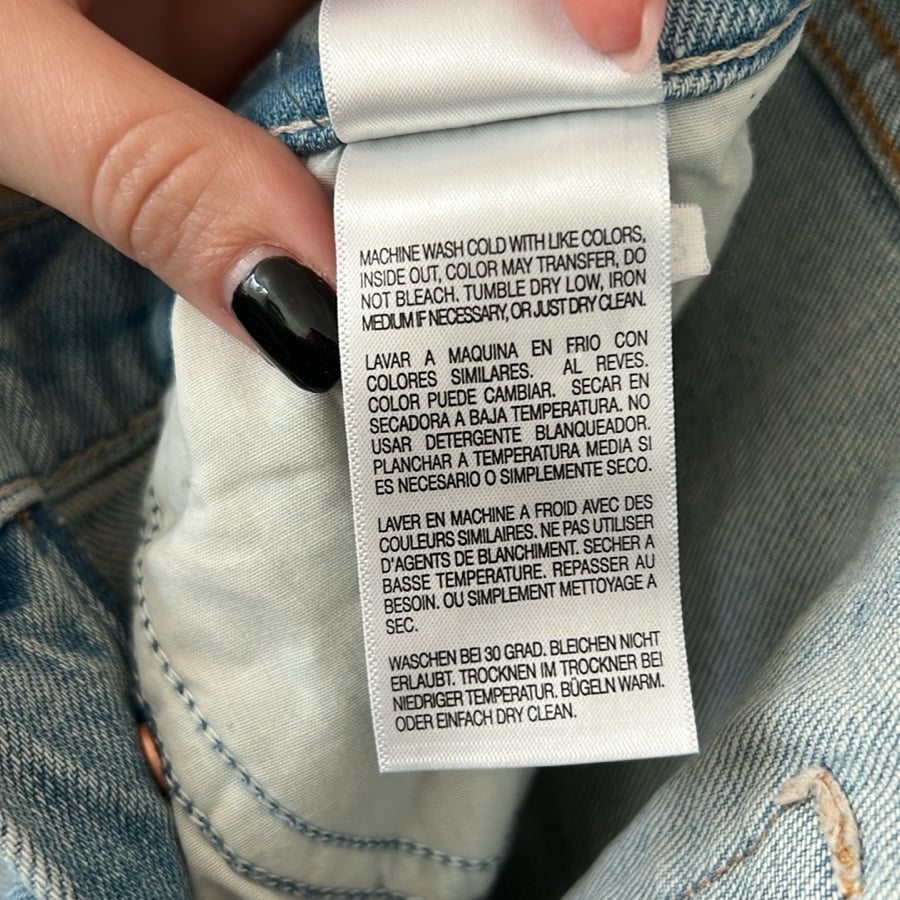 MACHINE WASH COLD WITH LIKE COLORS,
INSIDE OUT, COLOR MAY TRANSFER, DO
NOT BLEACH. TUMBLE DRY LOW, IRON
MEDIUM IF NECESSARY, OR JUST DRY CLEAN.
LAVAR A MAQUINA EN FRIO CON
COLORES SIMILARES. AL REVES.
COLOR PUEDE CAMBIAR. SECAR EN
SECADORA A BAJA TEMPERATURA. NO
USAR DETERGENTE BLANQUEADOR.
PLANCHAR A TEMPERATURA MEDIA SI
ES NECESARIO O SIMPLEMENTE SECO.
LAVER EN MACHINE A FROID AVEC DES
COULEURS SIMILAIRES. NE PAS UTILISER
D'AGENTS DE BLANCHIMENT. SECHER A
BASSE TEMPERATURE. REPASSER AU
BESOIN. OU SIMPLEMENT METTOYAGE A
SEC.
WASCHEN BEI 30 GRAD. BLEICHEN NICHT
ERLAUBT. TROCKNEN IM TROCKNER BEI
NIEDRIGER TEMPERATUR. BÜGELN WARM.
ODER EINFACH DRY CLEAN.